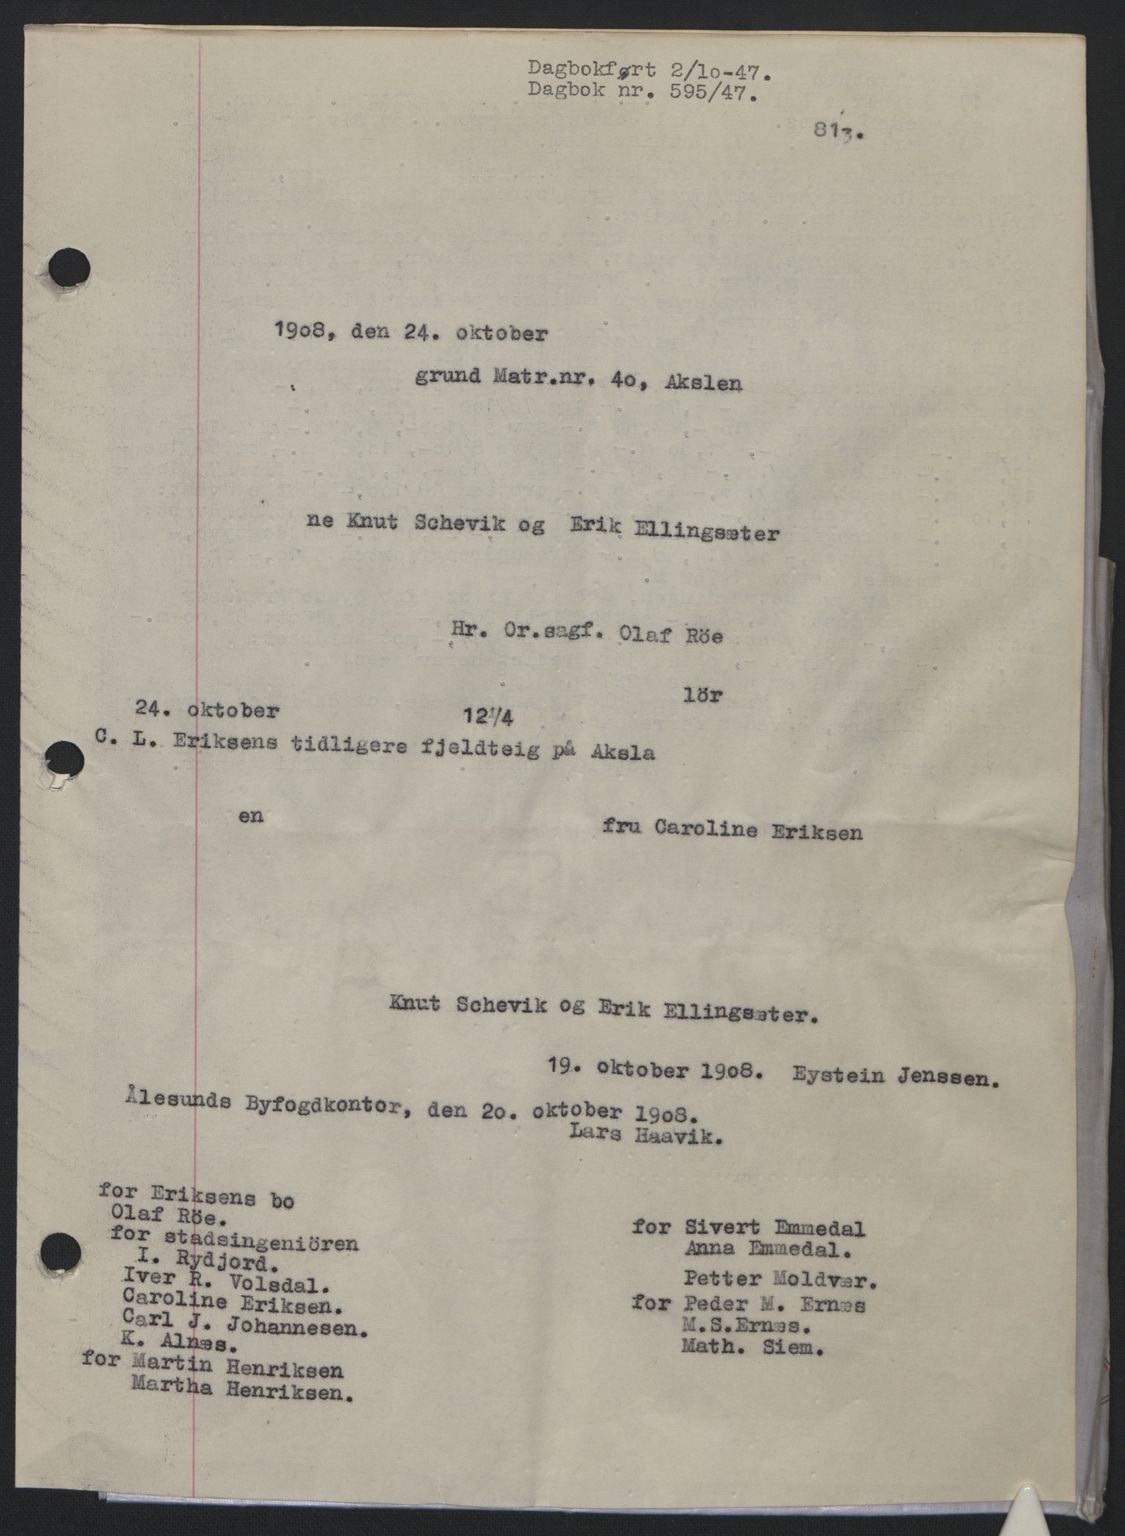 Dagbokført 2/1o-47.
Dagbok nr. 595/47.
813.
19o8, den 24. oktober
grund Matr.nr. 4o, Akslen
ne Knut Schevik og Erik Ellingsæter
Hr. Or.sagf. Olaf Röe
lör
24. oktober 12¼
C. L. Eriksens tidligere fjeldteig på Aksla
en fru Caroline Eriksen
Knut Schevik og Erik Ellingsæter.
19. oktober 19o8. Eystein Jenssen.
Ålesunds Byfogdkontor, den 2o. oktober 19o8.
Lars Haavik.
for Eriksens bo
Olaf Röe.
for stadsingeniören
I. Rydjord.
Iver R. Volsdal.
Caroline Eriksen.
Carl J. Johannesen.
K. Alnæs.
for Martin Henriksen
Martha Henriksen.
for Sivert Emmedal
Anna Emmedal.
Petter Moldvær.
for Peder M. Ernæs
M.S.Ernæs.
Math. Siem.